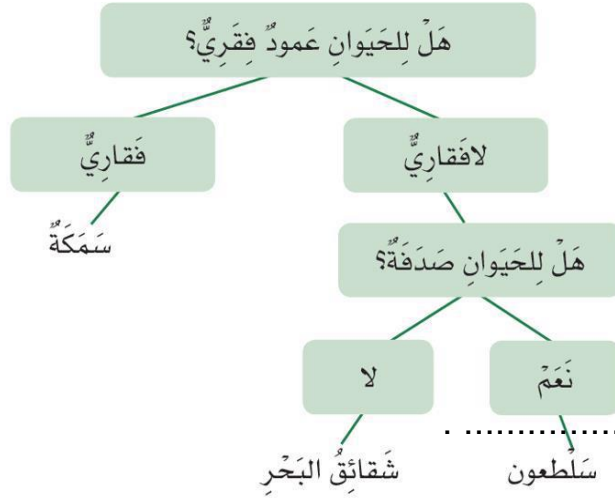 هَلْ لِلحَيَوانِ عَمودٌ فِقَرِيٌّ؟
لافَقارِيٌّ
فَقارِيٌّ
سَمَكَةٌ
هَلْ لِلحَيَوانِ صَدَفَةٌ؟
نَعَمْ
لا
. ................
سَلْطعون
شَقائِقُ البَحْرِ